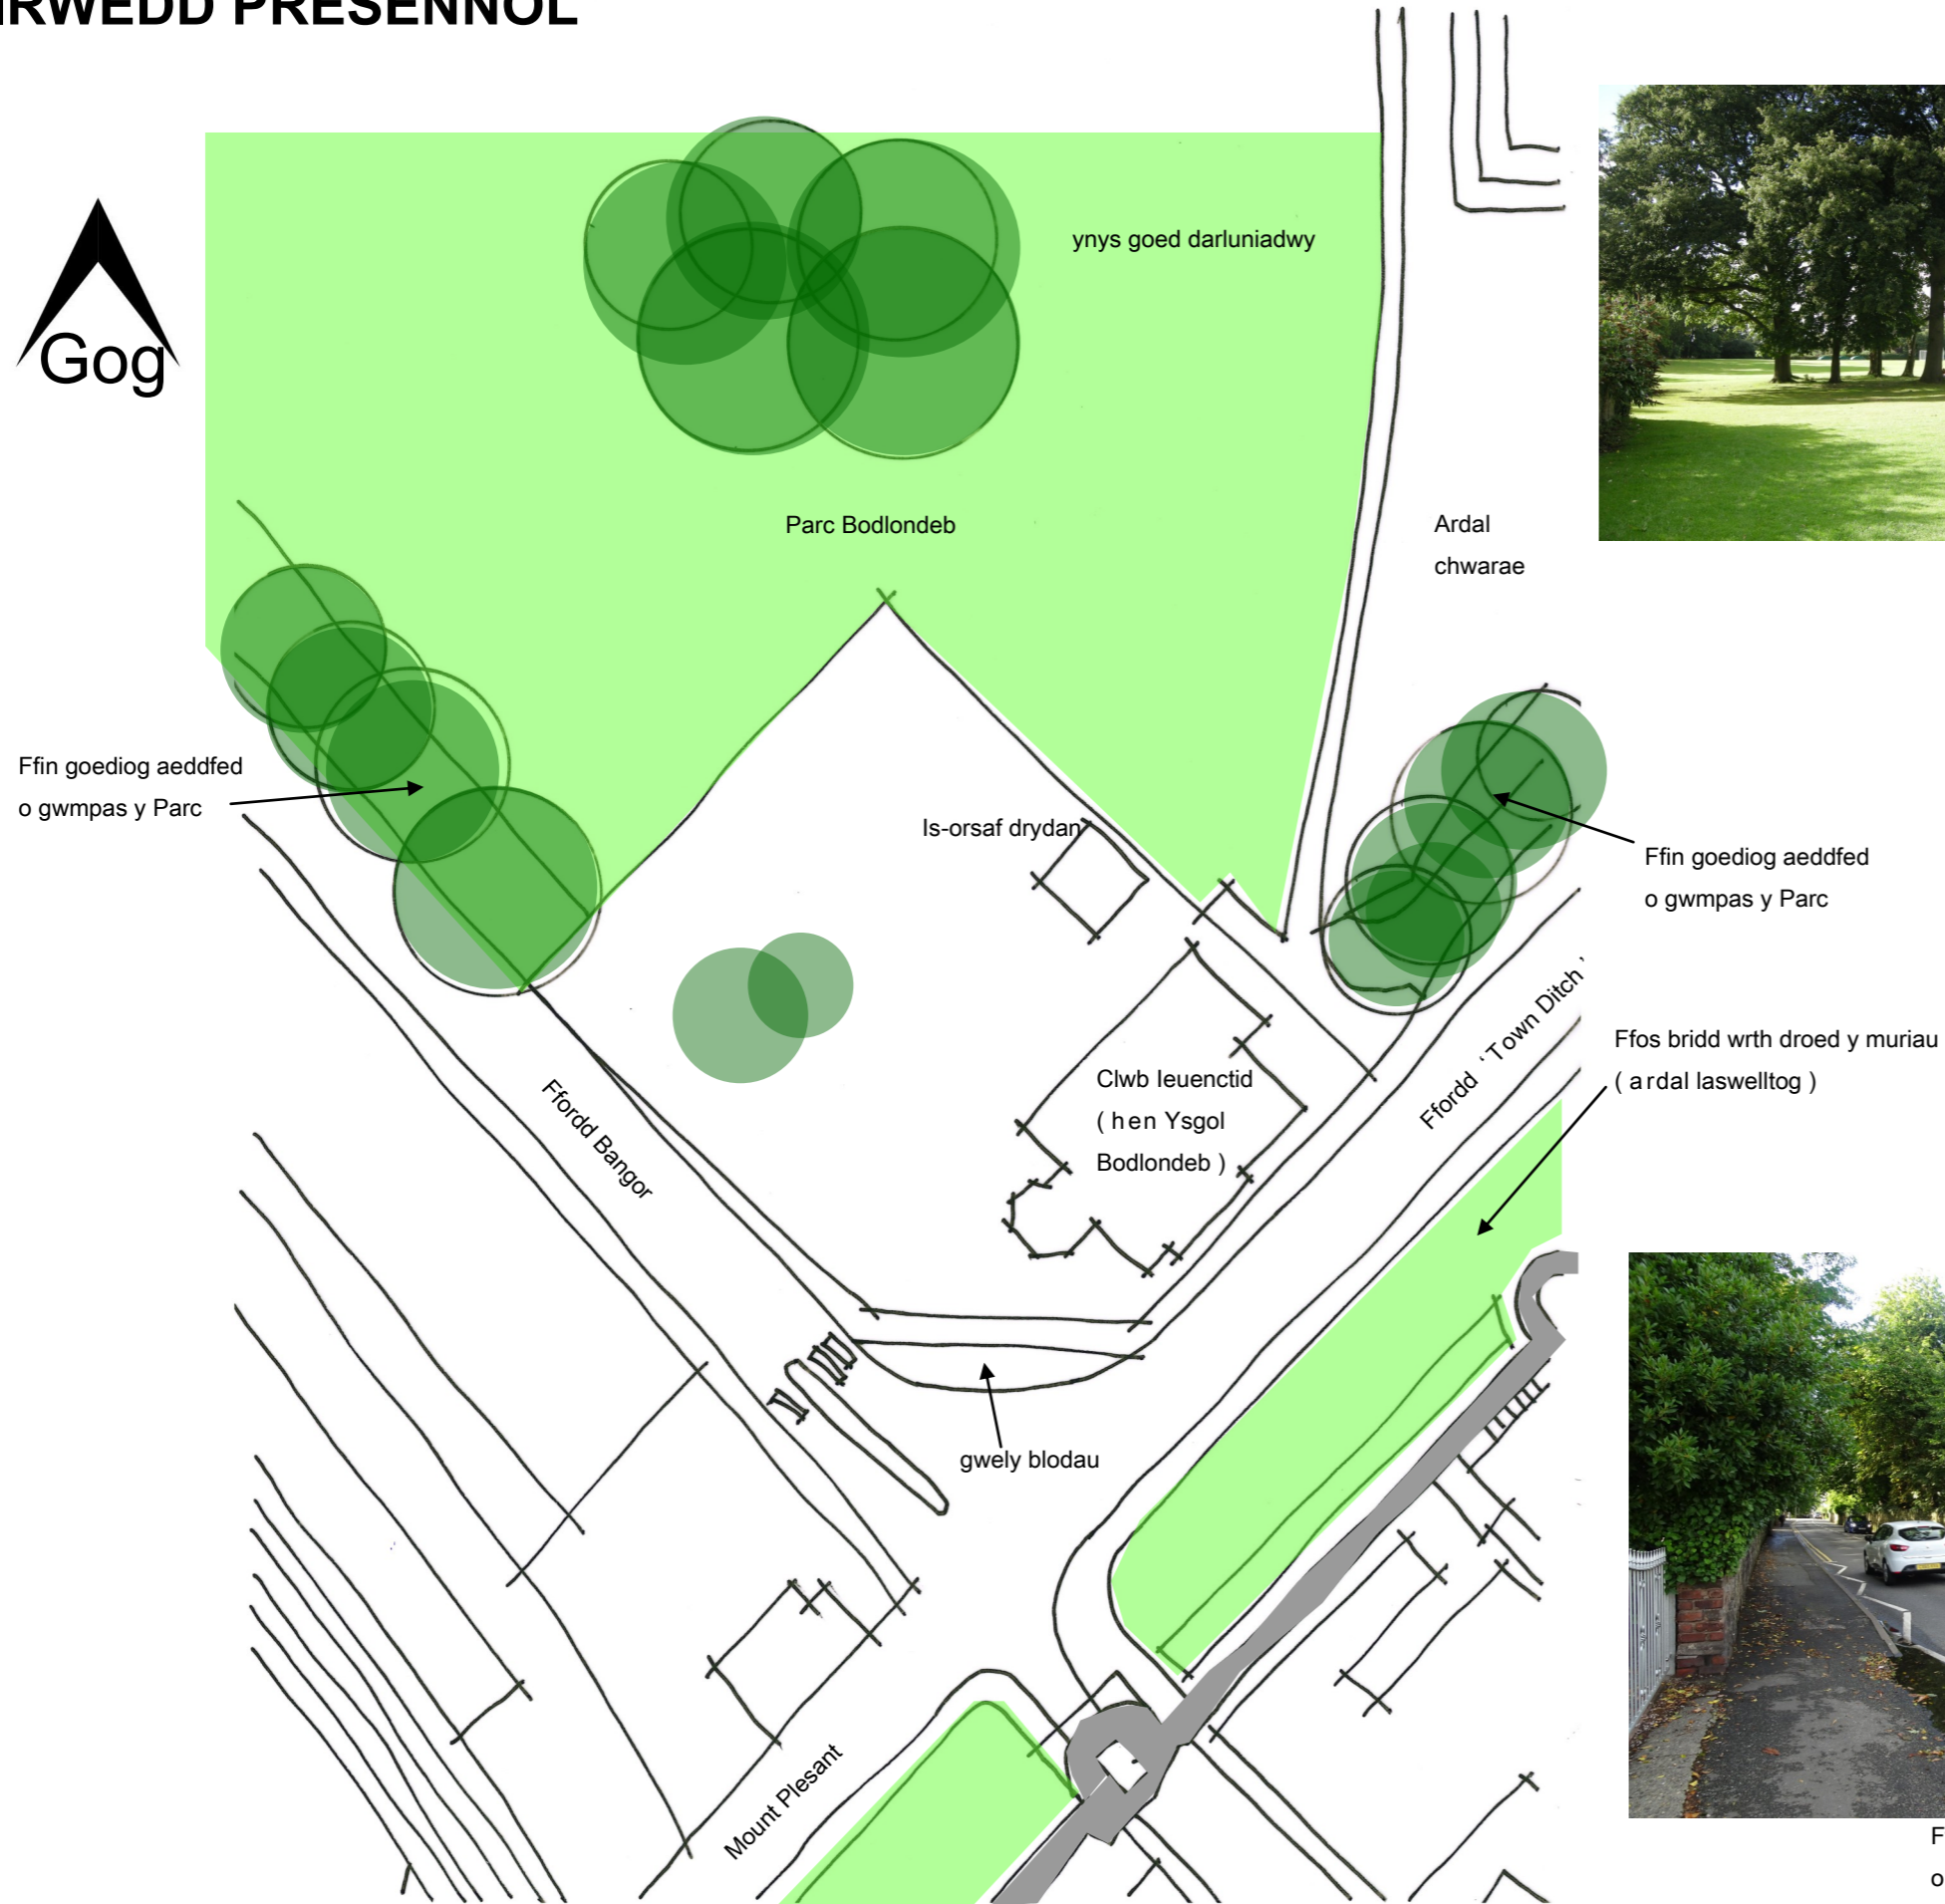 PRESENNOL
Gog
ynys goed darluniadwy
Parc Bodlondeb
Ardal
chwarae
Ffin goediog aeddfed
o gwmpas y Parc
Is-orsaf drydan
Ffin goediog aeddfed
o gwmpas y Parc
Ffordd 'Town Ditch'
Ffos bridd wrth droed y muriau
(ardal laswelltog)
Ffordd Bangor
Clwb Ieuenctid
(hen Ysgol
Bodlondeb)
gwely blodau
Mount Plesant